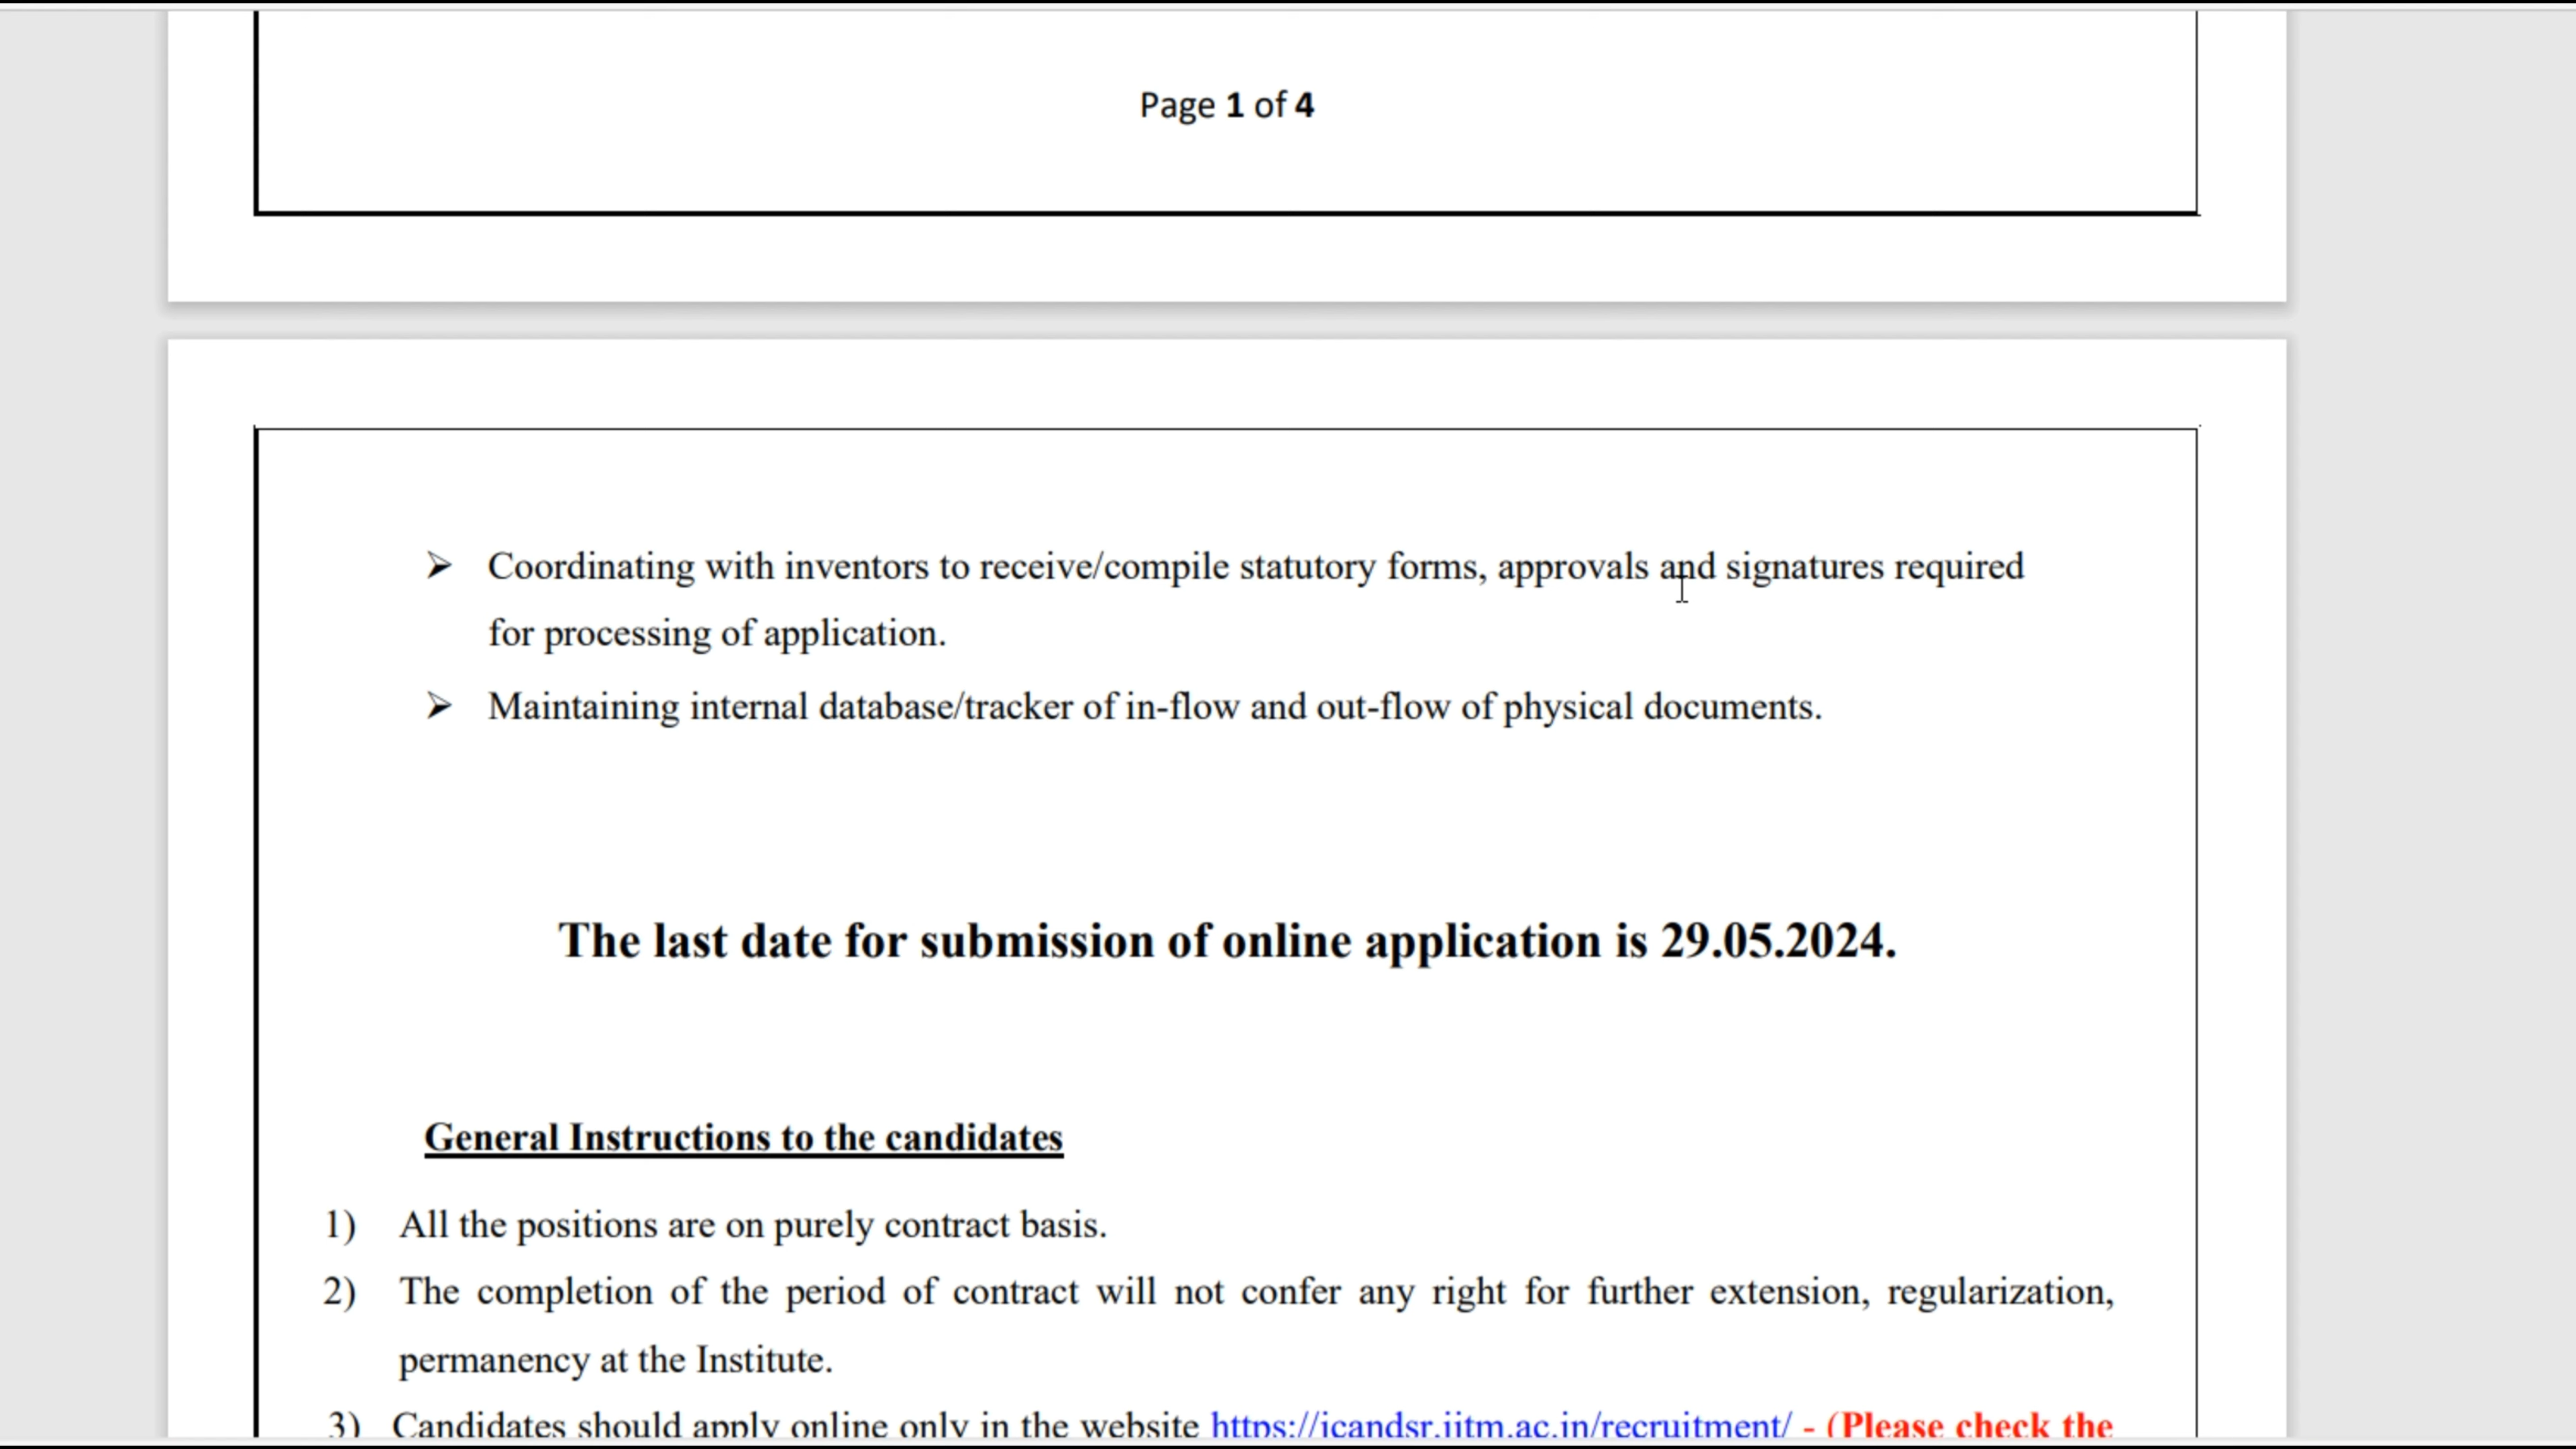 Page 1 of 4
➢ Coordinating with inventors to receive/compile statutory forms, approvals and signatures required
for processing of application.
➢ Maintaining internal database/tracker of in-flow and out-flow of physical documents.
The last date for submission of online application is 29.05.2024.
General Instructions to the candidates
1) All the positions are on purely contract basis.
2) The completion of the period of contract will not confer any right for further extension, regularization,
permanency at the Institute.
3) Candidates should apply online only in the website https://icandsr.iitm.ac.in/recruitment/ - (Please check the